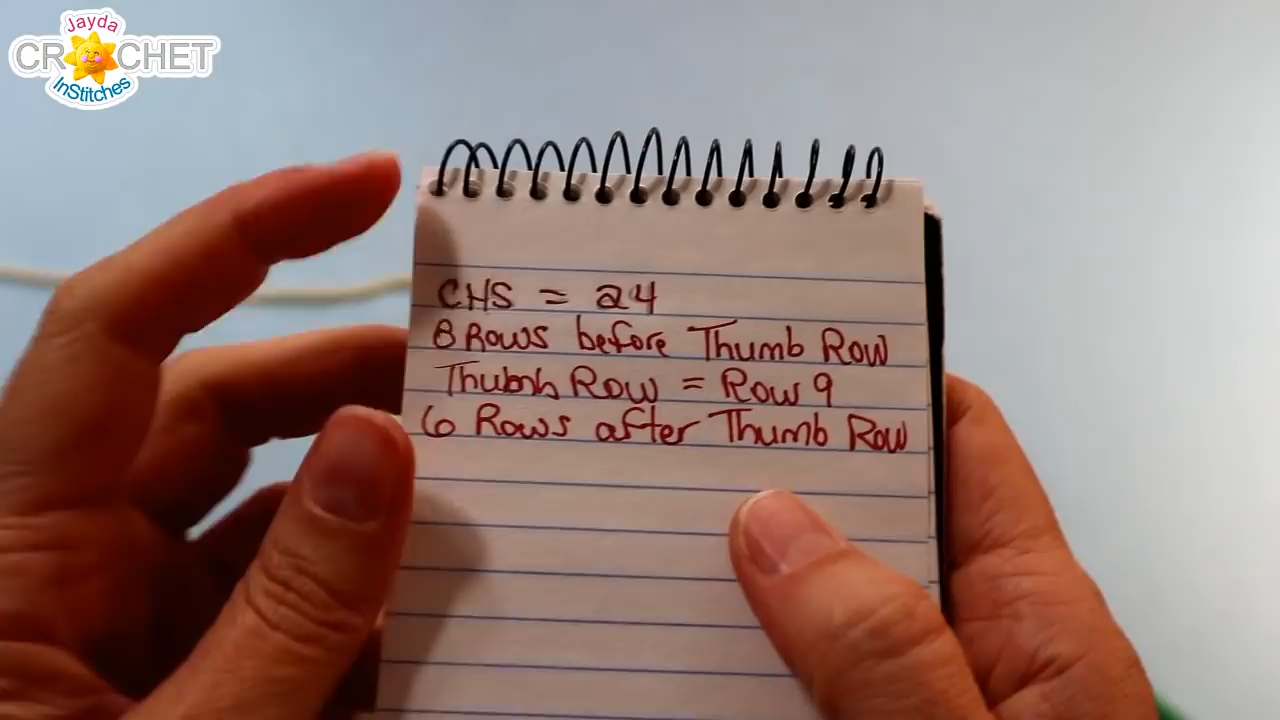 Jayda
CROCHET
InStitches
CHS = 24
8 Rows before Thumb Row
Thumb Row = Row 9
6 Rows after Thumb Row